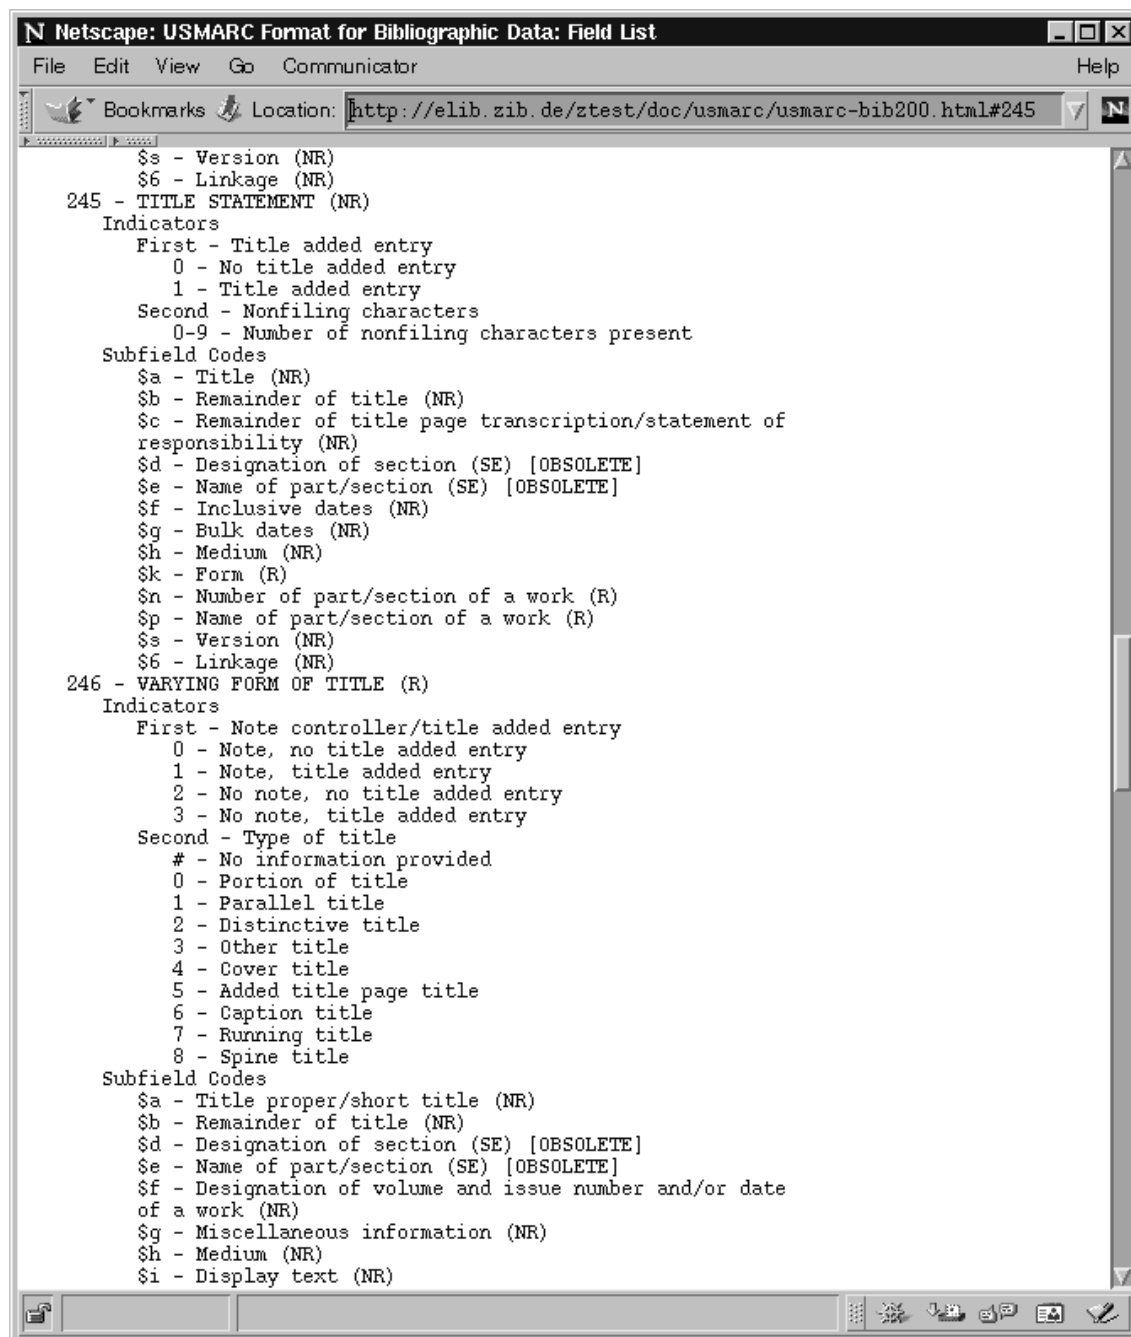 N Netscape: USMARC Format for Bibliographic Data: Field List
File Edit View Go Communicator Help
Bookmarks Location: http://elib.zib.de/ztest/doc/usmarc/usmarc-bib200.html#245 N
$s - Version (NR)
$6 - Linkage (NR)
245 - TITLE STATEMENT (NR)
Indicators
First - Title added entry
0 - No title added entry
1 - Title added entry
Second - Nonfiling characters
0-9 - Number of nonfiling characters present
Subfield Codes
$a - Title (NR)
$b - Remainder of title (NR)
$c - Remainder of title page transcription/statement of
responsibility (NR)
$d - Designation of section (SE) [OBSOLETE]
$e - Name of part/section (SE) [OBSOLETE]
$f - Inclusive dates (NR)
$g - Bulk dates (NR)
$h - Medium (NR)
$k - Form (R)
$n - Number of part/section of a work (R)
$p - Name of part/section of a work (R)
$s - Version (NR)
$6 - Linkage (NR)
246 - VARYING FORM OF TITLE (R)
Indicators
First - Note controller/title added entry
0 - Note, no title added entry
1 - Note, title added entry
2 - No note, no title added entry
3 - No note, title added entry
Second - Type of title
# - No information provided
0 - Portion of title
1 - Parallel title
2 - Distinctive title
3 - Other title
4 - Cover title
5 - Added title page title
6 - Caption title
7 - Running title
8 - Spine title
Subfield Codes
$a - Title proper/short title (NR)
$b - Remainder of title (NR)
$d - Designation of section (SE) [OBSOLETE]
$e - Name of part/section (SE) [OBSOLETE]
$f - Designation of volume and issue number and/or date
of a work (NR)
$g - Miscellaneous information (NR)
$h - Medium (NR)
$i - Display text (NR)